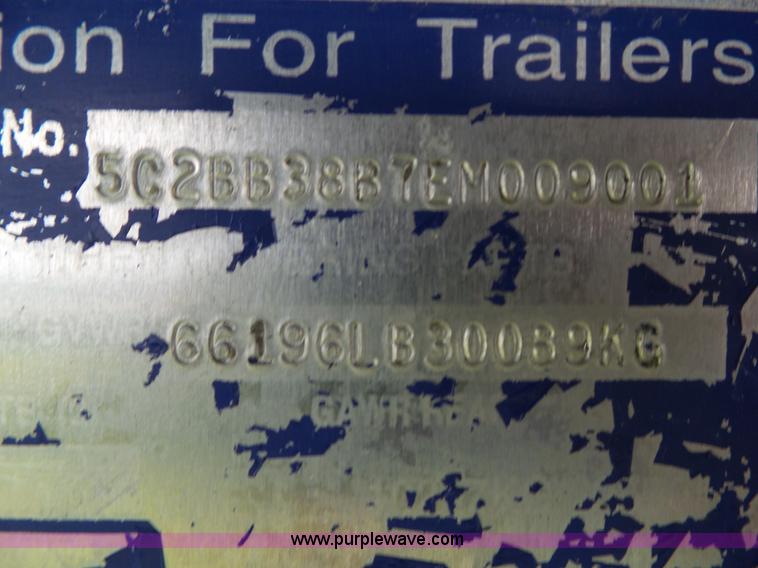 ion For Trailers
No. 5C2BB38B7EM009001
66196LB30089KG
GAWR
www.purplewave.com